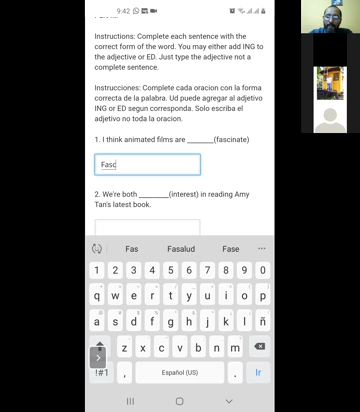 9:42
Instructions: Complete each sentence with the
correct form of the word. You may either add ING to
the adjective or ED. Just type the adjective not a
complete sentence.
Instrucciones: Complete cada oracion con la forma
correcta de la palabra. Ud puede agregar al adjetivo
ING or ED segun corresponda. Solo escriba el
adjetivo no toda la oracion.
1. I think animated films are _______(fascinate)
Fasc
2. We're both ________(interest) in reading Amy
Tan's latest book.
Fas Fasalud Fase ...
1 2 3 4 5 6 7 8 9 0
q w e r t y u i o p
a s d f g h j k l ñ
z x c v b n m
!#1 , Español (US) . Ir